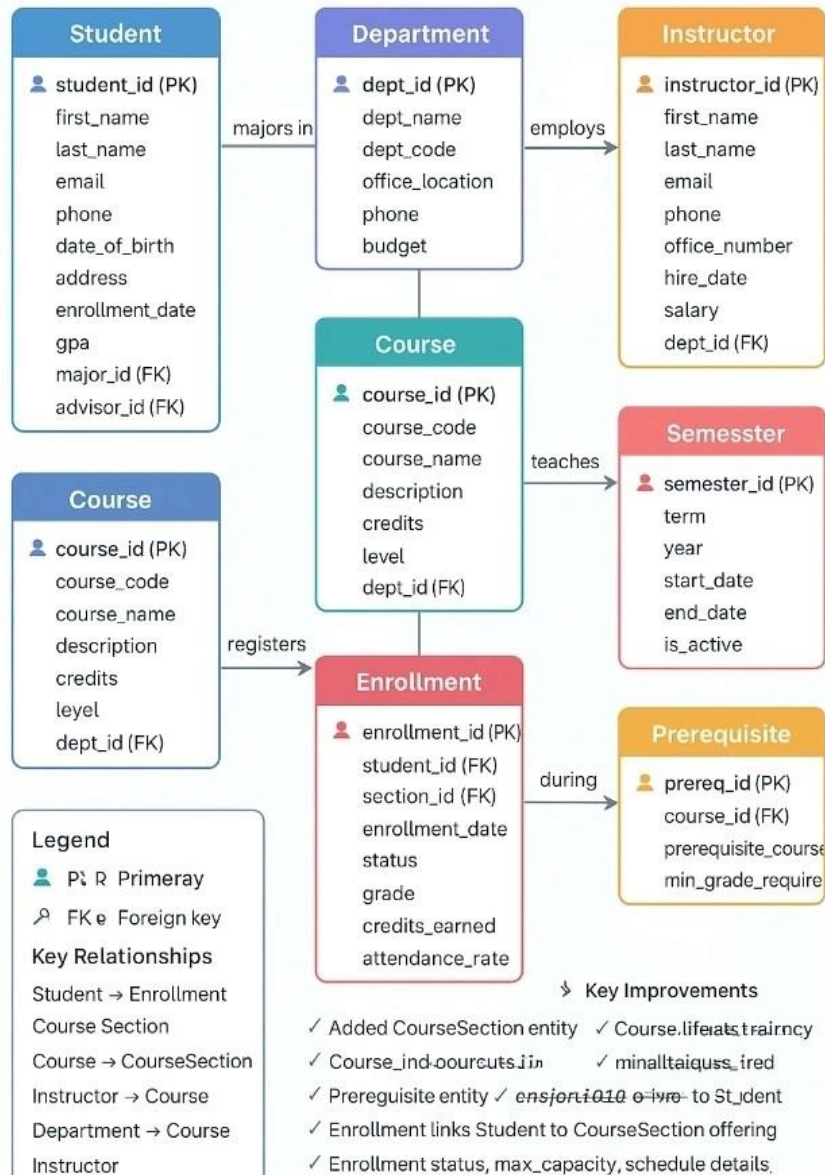 Student
student_id (PK)
first_name
last_name
email
phone
date_of_birth
address
enrollment_date
gpa
major_id (FK)
advisor_id (FK)
majors in
Department
dept_id (PK)
dept_name
dept_code
office_location
phone
budget
employs
Instructor
instructor_id (PK)
first_name
last_name
email
phone
office_number
hire_date
salary
dept_id (FK)
Course
course_id (PK)
course_code
course_name
description
credits
level
dept_id (FK)
teaches
Semesster
semester_id (PK)
term
year
start_date
end_date
is_active
Course
course_id (PK)
course_code
course_name
description
credits
leyel
dept_id (FK)
registers
Enrollment
enrollment_id (PK)
student_id (FK)
section_id (FK)
enrollment_date
status
grade
credits_earned
attendance_rate
during
Prerequisite
prereq_id (PK)
course_id (FK)
prerequisite_course
min_grade_require
Legend
Primeray
FK Foreign key
Key Relationships
Student → Enrollment
Course Section
Course → CourseSection
Instructor → Course
Department → Course
Instructor
Key Improvements
✓ Added CourseSection entity
✓
✓ Course_ind
✓
✓ Prereguisite entity ✓ to
✓ Enrollment links Student to CourseSection offering
✓ Enrollment status, max_capacity, schedule details